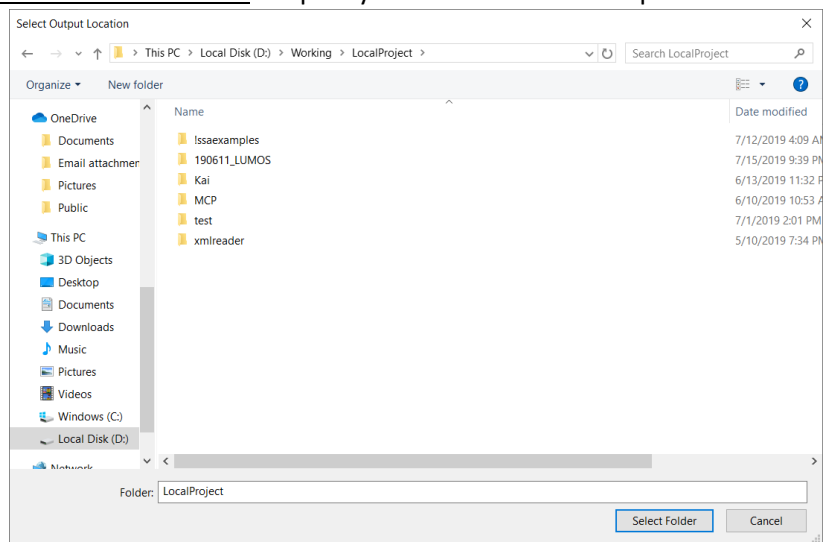 Select Output Location
This PC > Local Disk (D:) > Working > LocalProject >
Search LocalProject
Organize
New folder
?
Name
Date modified
OneDrive
Documents
Email attachmer
Pictures
Public
This PC
3D Objects
Desktop
Documents
Downloads
Music
Pictures
Videos
Windows (C:)
Local Disk (D:)
Network
!ssaexamples
7/12/2019 4:09 AM
190611_LUMOS
7/15/2019 9:39 PM
Kai
6/13/2019 11:32 P
MCP
6/10/2019 10:53 A
test
7/1/2019 2:01 PM
xmlreader
5/10/2019 7:34 PM
Folder: LocalProject
Select Folder
Cancel